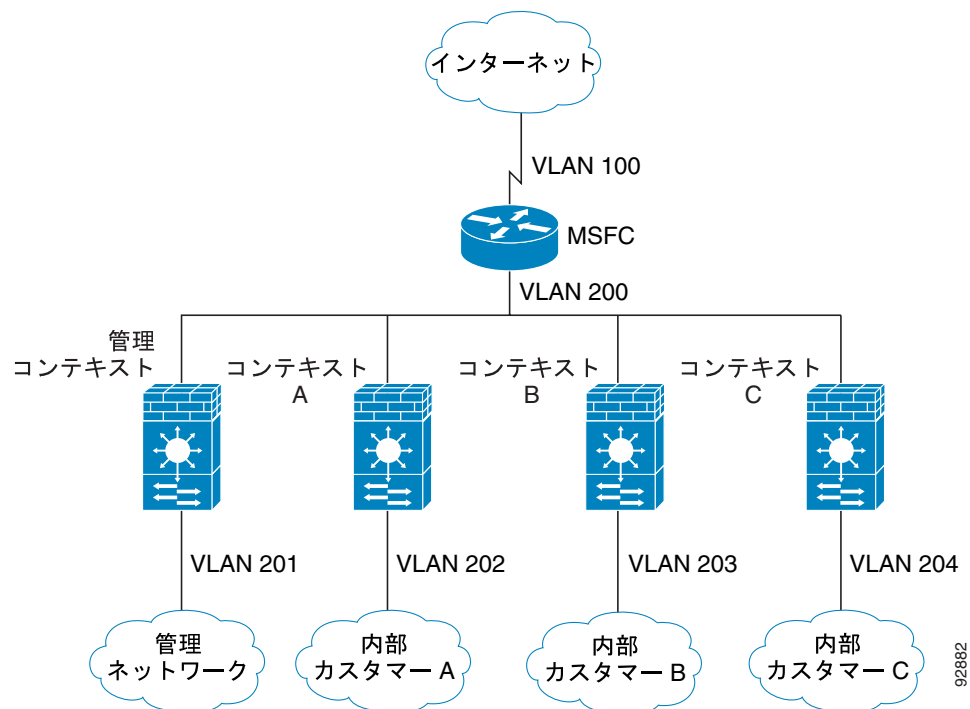 インターネット
VLAN 100
MSFC
VLAN 200
管理
コンテキスト
コンテキスト
A
コンテキスト
B
コンテキスト
C
VLAN 201
VLAN 202
VLAN 203
VLAN 204
管理
ネットワーク
内部
カスタマー A
内部
カスタマー B
内部
カスタマー C
92882